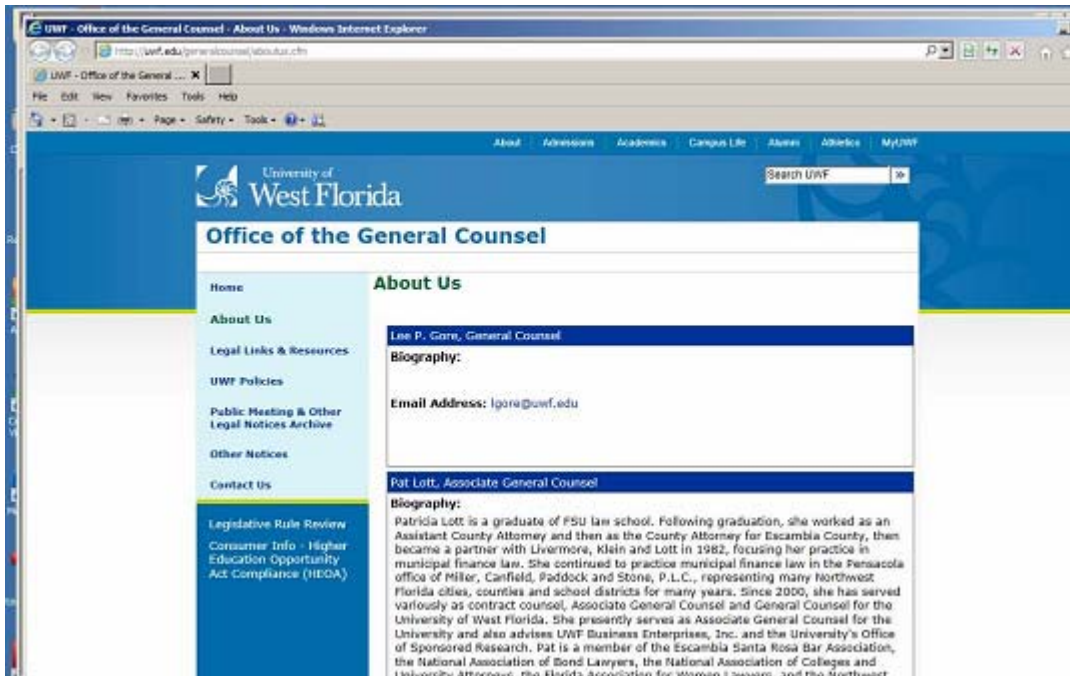 UWF - Office of the General Counsel - About Us - Windows Internet Explorer
http://uwf.edu/generalcounsel/aboutus.cfm
UWF - Office of the General ...
File Edit View Favorites Tools Help
Page Safety Tools
About Admissions Academics Campus Life Alumni Athletics MyUWF
University of
West Florida
Search UWF
Office of the General Counsel
Home
About Us
Legal Links & Resources
UWF Policies
Public Meeting & Other
Legal Notices Archive
Other Notices
Contact Us
Legislative Rule Review
Consumer Info - Higher
Education Opportunity
Act Compliance (HEOA)
About Us
Lee P. Gore, General Counsel
Biography:
Email Address: lgore@uwf.edu
Pat Lott, Associate General Counsel
Biography:
Patricia Lott is a graduate of FSU law school. Following graduation, she worked as an
Assistant County Attorney and then as the County Attorney for Escambia County, then
became a partner with Livermore, Klein and Lott in 1982, focusing her practice in
municipal finance law. She continued to practice municipal finance law in the Pensacola
office of Miller, Canfield, Paddock and Stone, P.L.C., representing many Northwest
Florida cities, counties and school districts for many years. Since 2000, she has served
variously as contract counsel, Associate General Counsel and General Counsel for the
University of West Florida. She presently serves as Associate General Counsel for the
University and also advises UWF Business Enterprises, Inc. and the University's Office
of Sponsored Research. Pat is a member of the Escambia Santa Rosa Bar Association,
the National Association of Bond Lawyers, the National Association of Colleges and
University Attorneys, the Florida Association for Women Lawyers, and the Northwest